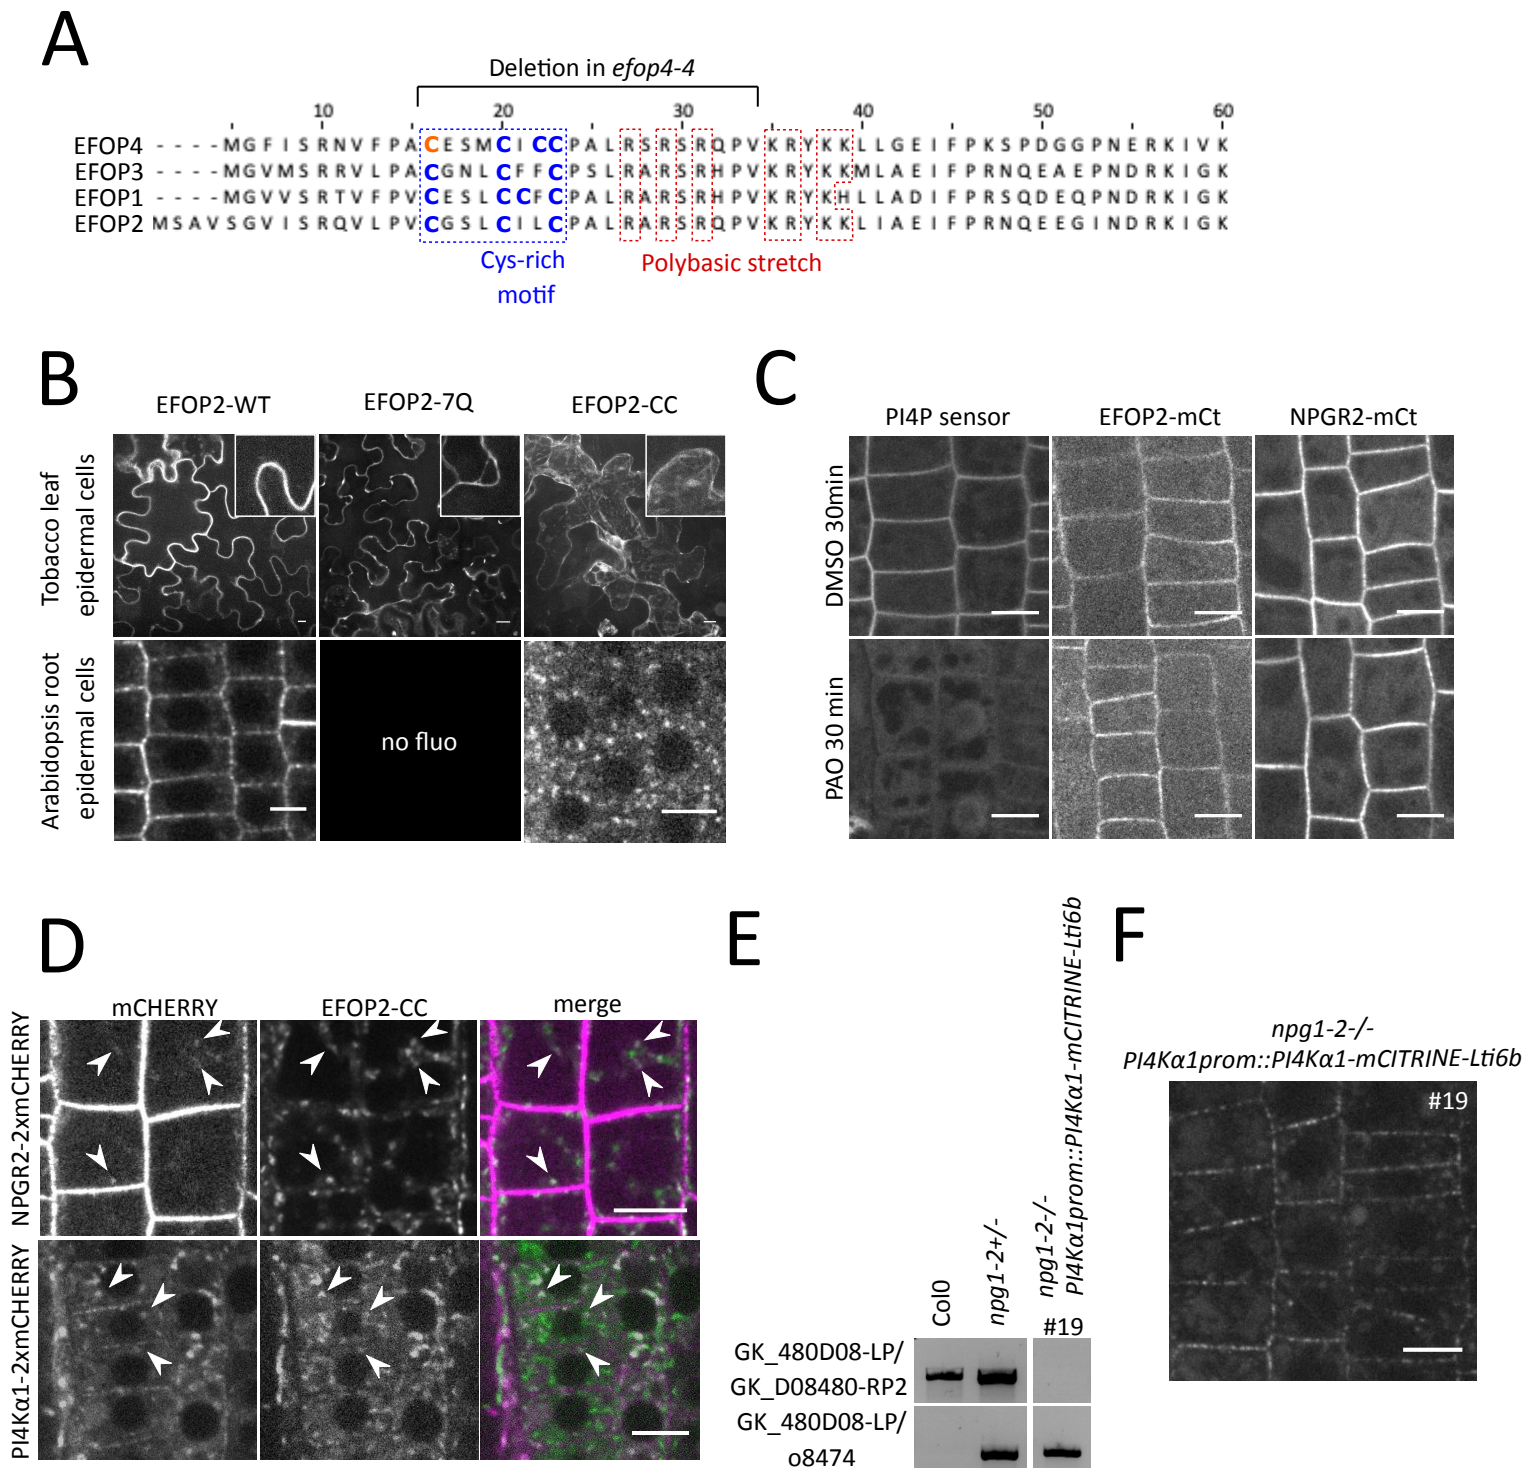 A
Deletion in efop4-4
10 20 30 40 50 60
EFOP4 - - - - M G F I S R N V F P A C E S M C I C C P A L R S R S R Q P V K R Y K K L L G E I F P K S P D G G P N E R K I V K
EFOP3 - - - - M G V M S R R V L P A C G N L C F F C P S L R A R S R H P V K R Y K K M L A E I F P R N Q E A E P N D R K I G K
EFOP1 - - - - M G V V S R T V F P V C E S L C C F C P A L R A R S R H P V K R Y K H L L A D I F P R S Q D E Q P N D R K I G K
EFOP2 M S A V S G V I S R Q V L P V C G S L C I L C P A L R A R S R Q P V K R Y K K L I A E I F P R N Q E E G I N D R K I G K
Cys-rich
motif
Polybasic stretch
B
EFOP2-WT EFOP2-7Q EFOP2-CC
Tobacco leaf
epidermal cells
Arabidopsis root
epidermal cells
no fluo
C
PI4P sensor EFOP2-mCt NPGR2-mCt
DMSO 30min
PAO 30 min
D
mCHERRY EFOP2-CC merge
NPGR2-2xmCHERRY
PI4Kα1-2xmCHERRY
E
Col0
npg1-2+/-
npg1-2-/-
PI4Kα1prom::PI4Kα1-mCITRINE-Lti6b
#19
GK_480D08-LP/
GK_D08480-RP2
GK_480D08-LP/
o8474
F
npg1-2-/-
PI4Kα1prom::PI4Kα1-mCITRINE-Lti6b
#19